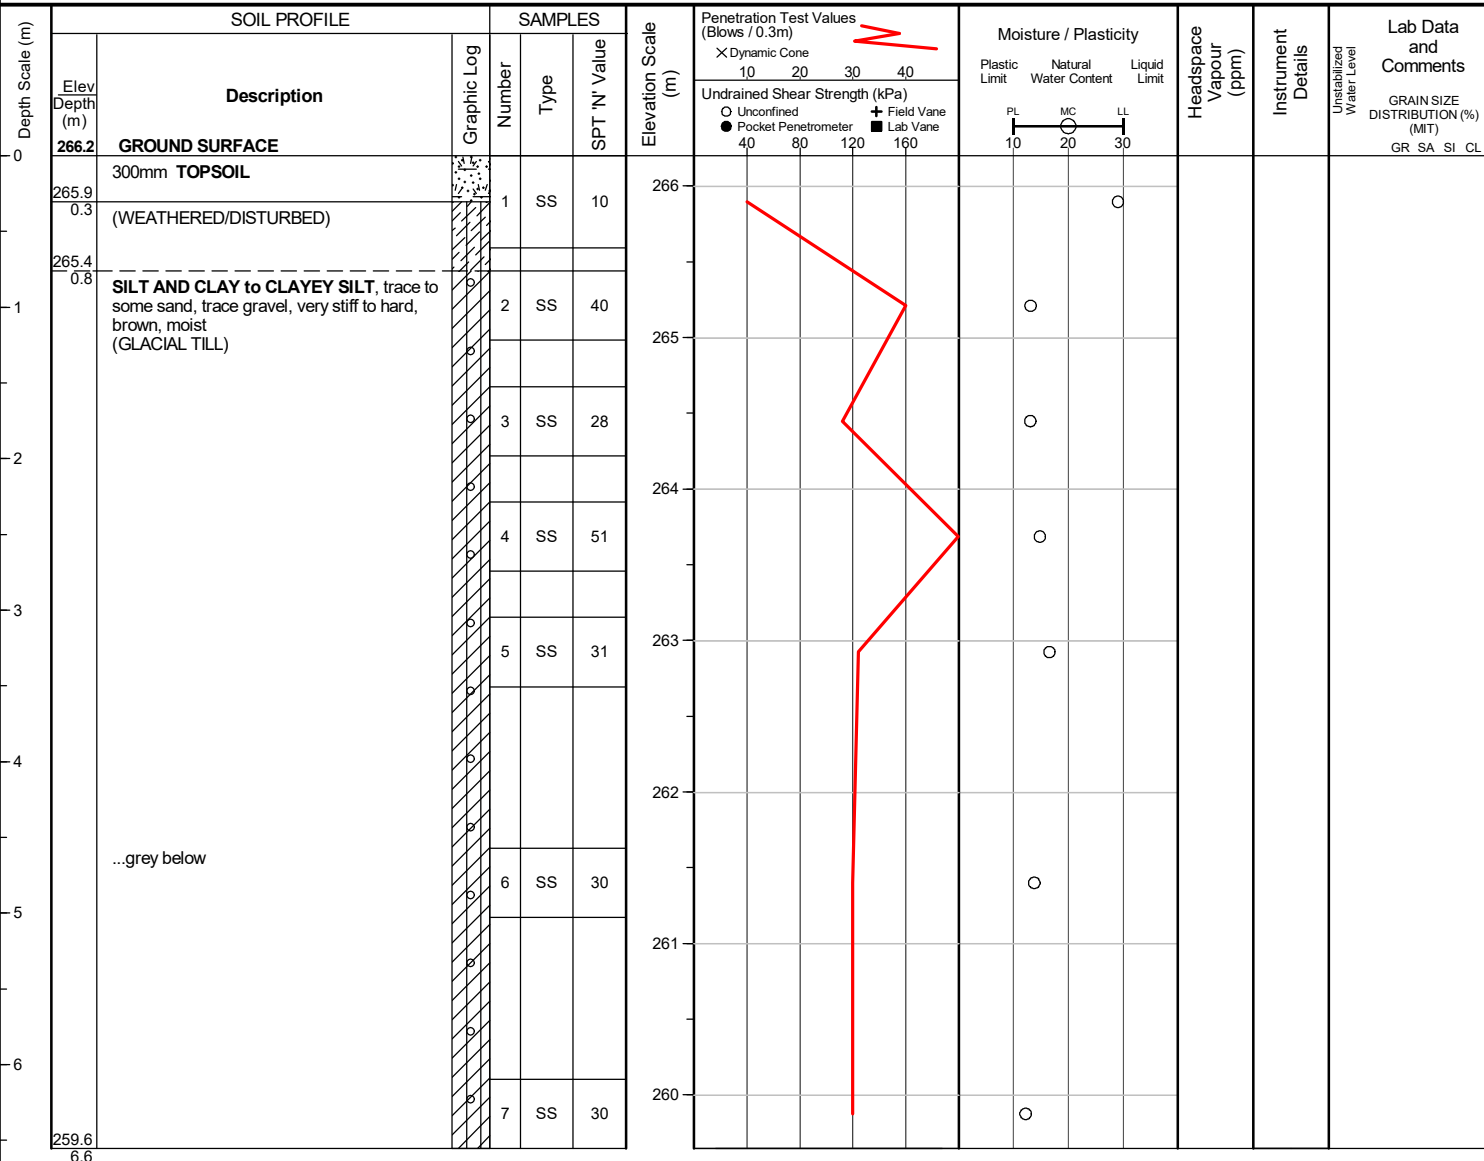 SOIL PROFILE
SAMPLES
Depth Scale (m)
Elev
Depth
(m)
Description
Graphic Log
Number
Type
SPT 'N' Value
Elevation Scale
(m)
Penetration Test Values
(Blows / 0.3m)
× Dynamic Cone
10 20 30 40
Undrained Shear Strength (kPa)
Unconfined
Field Vane
Pocket Penetrometer
Lab Vane
40 80 120 160
Moisture / Plasticity
Plastic
Limit
Natural
Water Content
Liquid
Limit
PL MC LL
10 20 30
Headspace
Vapour
(ppm)
Instrument
Details
Unstabilized
Water Level
Lab Data
and
Comments
GRAIN SIZE
DISTRIBUTION (%)
(MIT)
GR SA SI CL
266.2 GROUND SURFACE
0
300mm TOPSOIL
265.9
0.3
(WEATHERED/DISTURBED)
1 SS 10
266
265.4
0.8
SILT AND CLAY to CLAYEY SILT, trace to
some sand, trace gravel, very stiff to hard,
brown, moist
(GLACIAL TILL)
1
2 SS 40
265
3 SS 28
2
264
4 SS 51
3
263
5 SS 31
4
262
...grey below
6 SS 30
5
261
6
260
7 SS 30
259.6
6.6